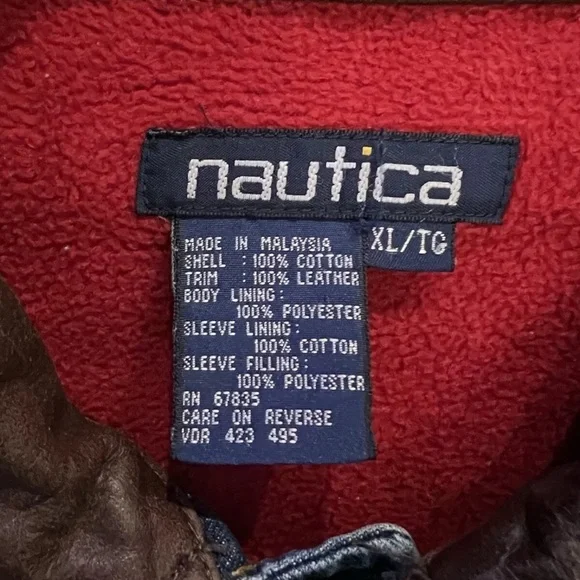 nautica
XL/TG
MADE IN MALAYSIA
SHELL : 100% COTTON
TRIM : 100% LEATHER
BODY LINING:
100% POLYESTER
SLEEVE LINING:
100% COTTON
SLEEVE FILLING:
100% POLYESTER
RN 67835
CARE ON REVERSE
VDR 423 495